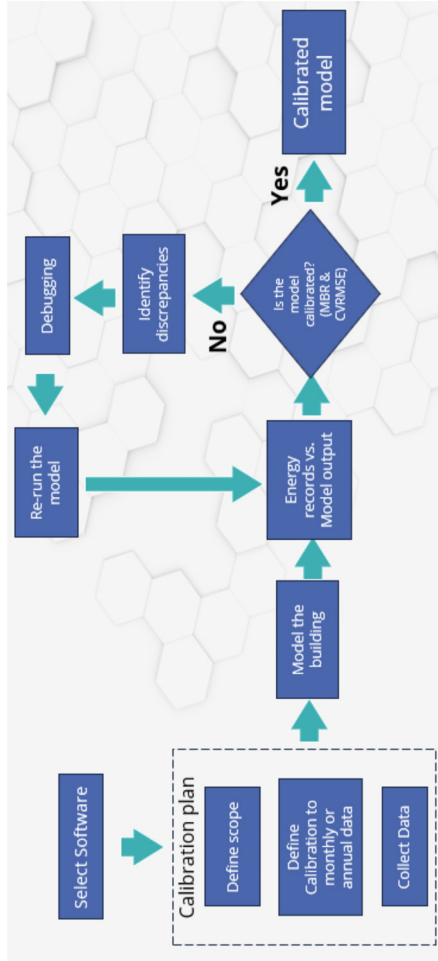 Select Software
Calibration plan
Define scope
Define
Calibration to
monthly or
annual data
Collect Data
Model the
building
Energy
records vs.
Model output
Is the
model
calibrated?
(MBR &
CVRMSE)
No
Identify
discrepancies
Debugging
Re-run the
model
Yes
Calibrated
model